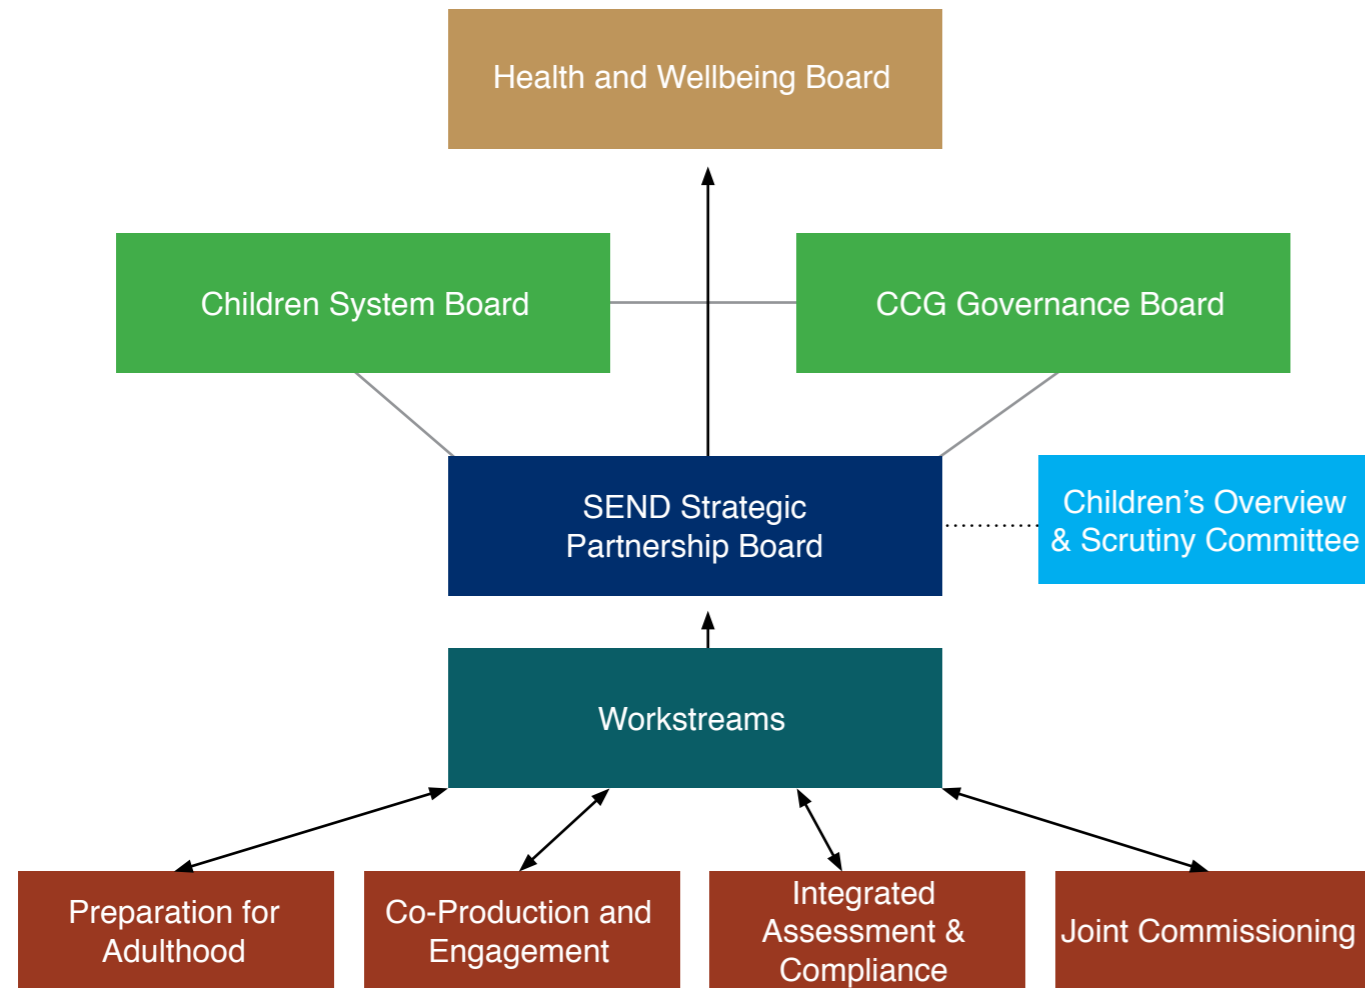 Health and Wellbeing Board
Children System Board
CCG Governance Board
SEND Strategic
Partnership Board
Children’s Overview
& Scrutiny Committee
Workstreams
Preparation for
Adulthood
Co-Production and
Engagement
Integrated
Assessment &
Compliance
Joint Commissioning